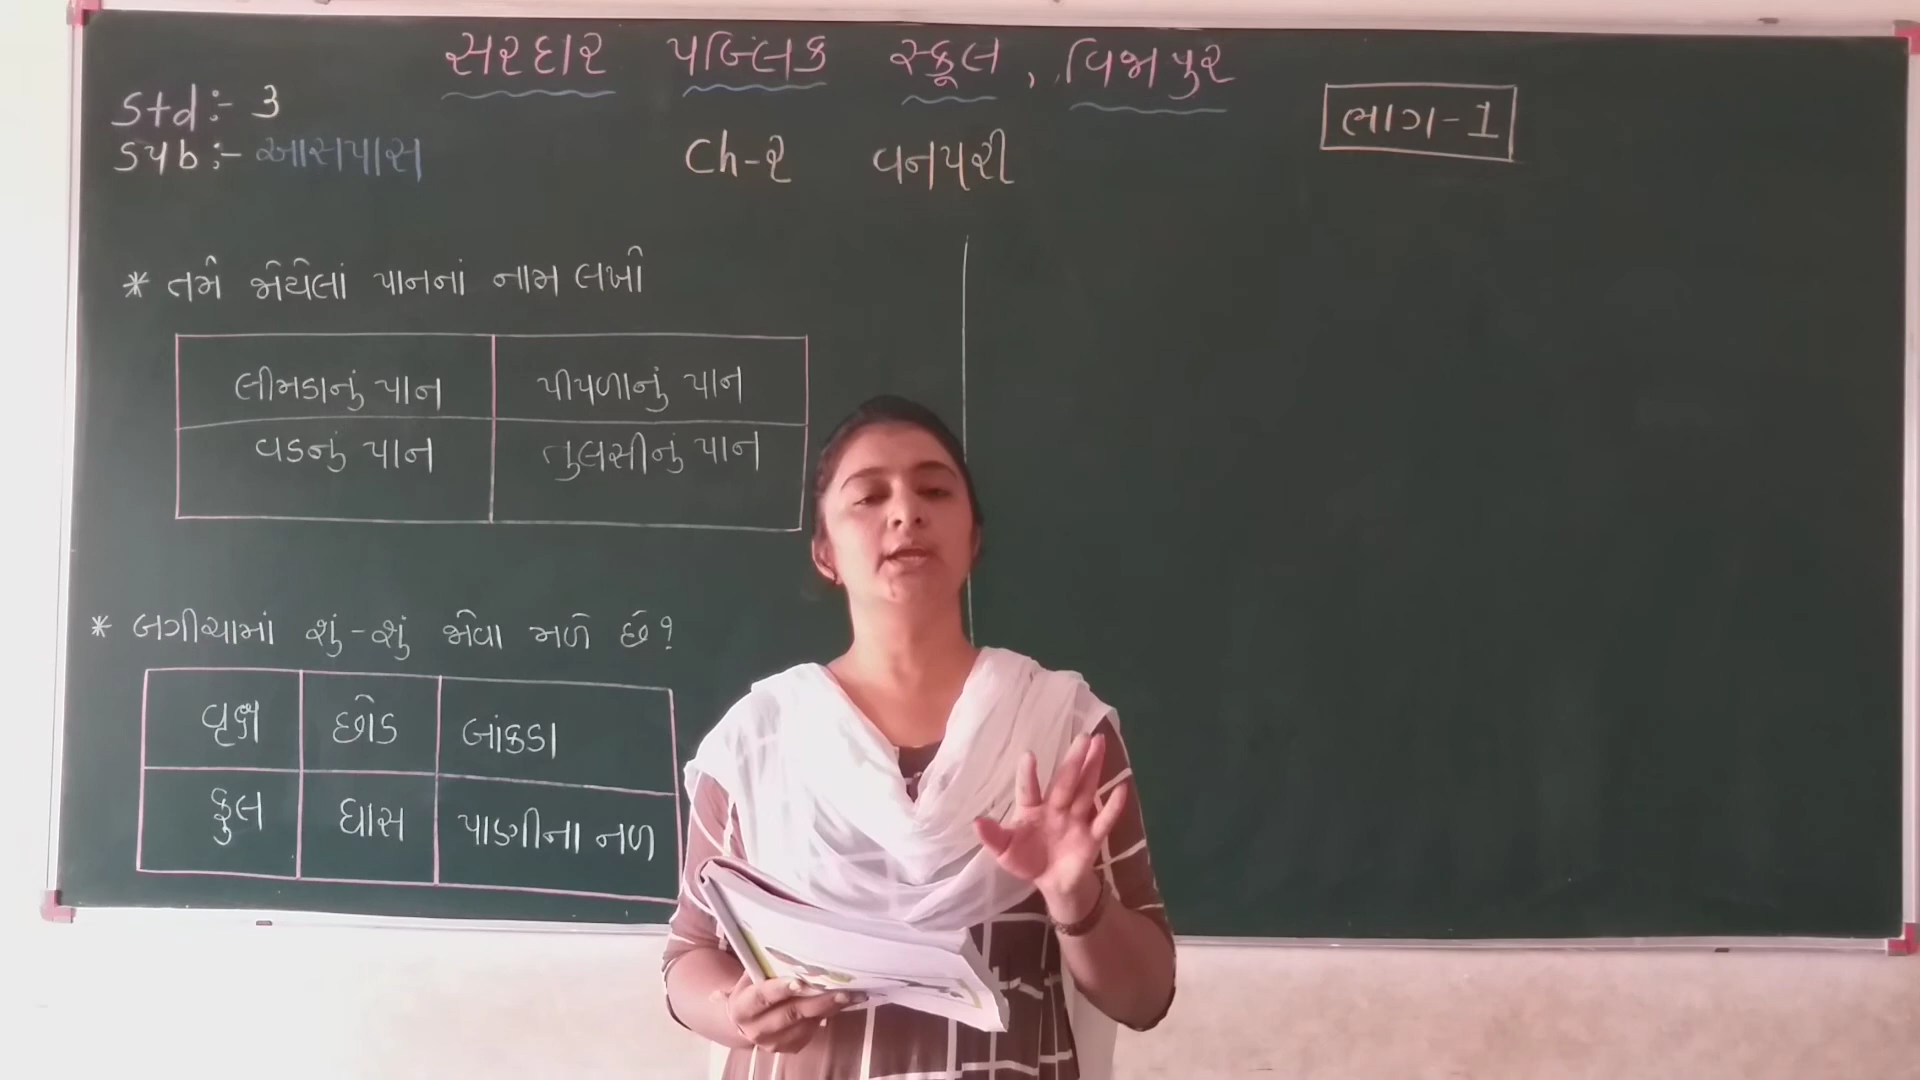 સરદાર પબ્લિક સ્કૂલ, વિજાપુર
Std :- 3
ભાગ-1
Sub :- આસપાસ
Ch-૨ વનપરી
* તમે જોયેલાં પાનનાં નામ લખો
લીમડાનું પાન પીપળાનું પાન
વડનું પાન તુલસીનું પાન
* બગીચામાં શું-શું જોવા મળે છે?
વૃક્ષ છોડ બાંકડા
ફુલ ઘાસ પાણીના નળ